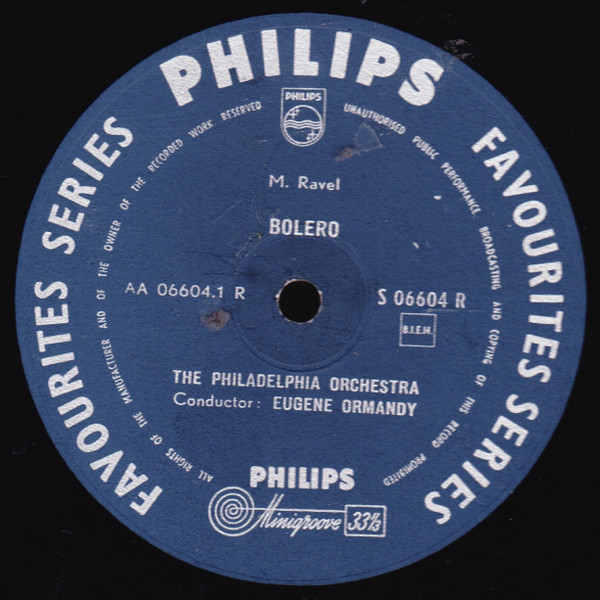 PHILIPS
FAVOURITES SERIES
FAVOURITES SERIES
ALL RIGHTS OF THE MANUFACTURER AND OF THE OWNER OF THE RECORDED WORK RESERVED
PHILIPS
UNAUTHORISED PUBLIC PERFORMANCE, BROADCASTING AND COPYING OF THIS RECORD PROHIBITED
M. Ravel
BOLERO
AA 06604.1 R
S 06604 R
B.I.E.M.
THE PHILADELPHIA ORCHESTRA
Conductor: EUGENE ORMANDY
PHILIPS
Minigroove 33⅓